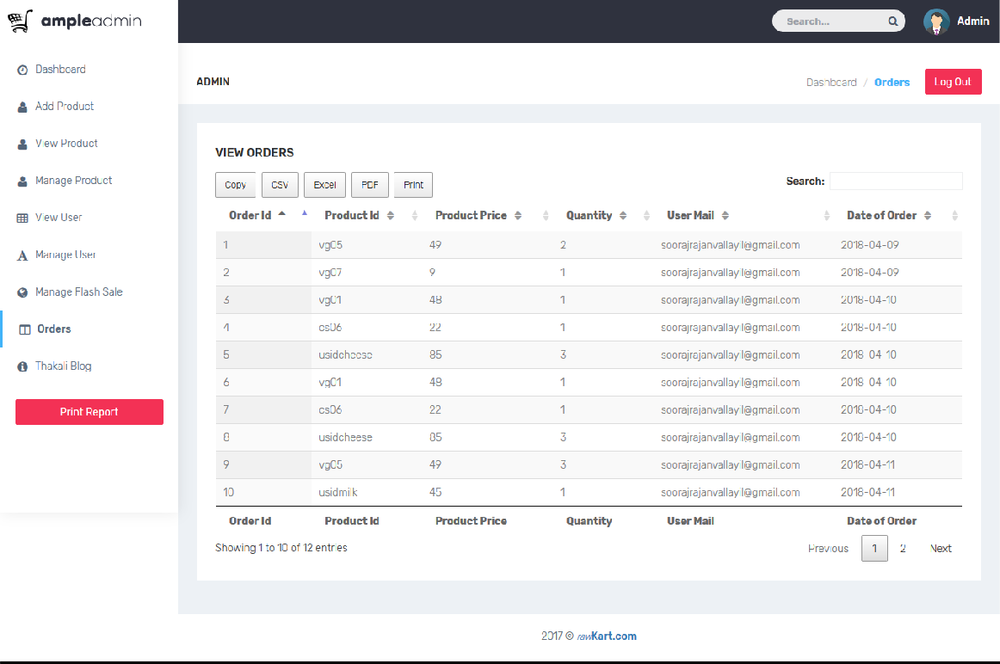 ampleadmin
Search...
Admin
Dashboard
Add Product
View Product
Manage Product
View User
Manage User
Manage Flash Sale
Orders
Thakali Blog
Print Report
ADMIN
Dashboard / Orders
Log Out
VIEW ORDERS
Copy CSV Excel PDF Print
Search:
Order Id Product Id Product Price Quantity User Mail Date of Order
1 vg05 49 2 soorajrajanvallayil@gmail.com 2018-04-09
2 vg07 9 1 soorajrajanvallayil@gmail.com 2018-04-09
3 vg01 48 1 soorajrajanvallayil@gmail.com 2018-04-10
4 cs06 22 1 soorajrajanvallayil@gmail.com 2018-04-10
5 usidcheese 85 3 soorajrajanvallayil@gmail.com 2018-04-10
6 vg01 48 1 soorajrajanvallayil@gmail.com 2018-04-10
7 cs06 22 1 soorajrajanvallayil@gmail.com 2018-04-10
8 usidcheese 85 3 soorajrajanvallayil@gmail.com 2018-04-10
9 vg05 49 3 soorajrajanvallayil@gmail.com 2018-04-11
10 usidmilk 45 1 soorajrajanvallayil@gmail.com 2018-04-11
Order Id Product Id Product Price Quantity User Mail Date of Order
Showing 1 to 10 of 12 entries
Previous 1 2 Next
2017 © rawKart.com